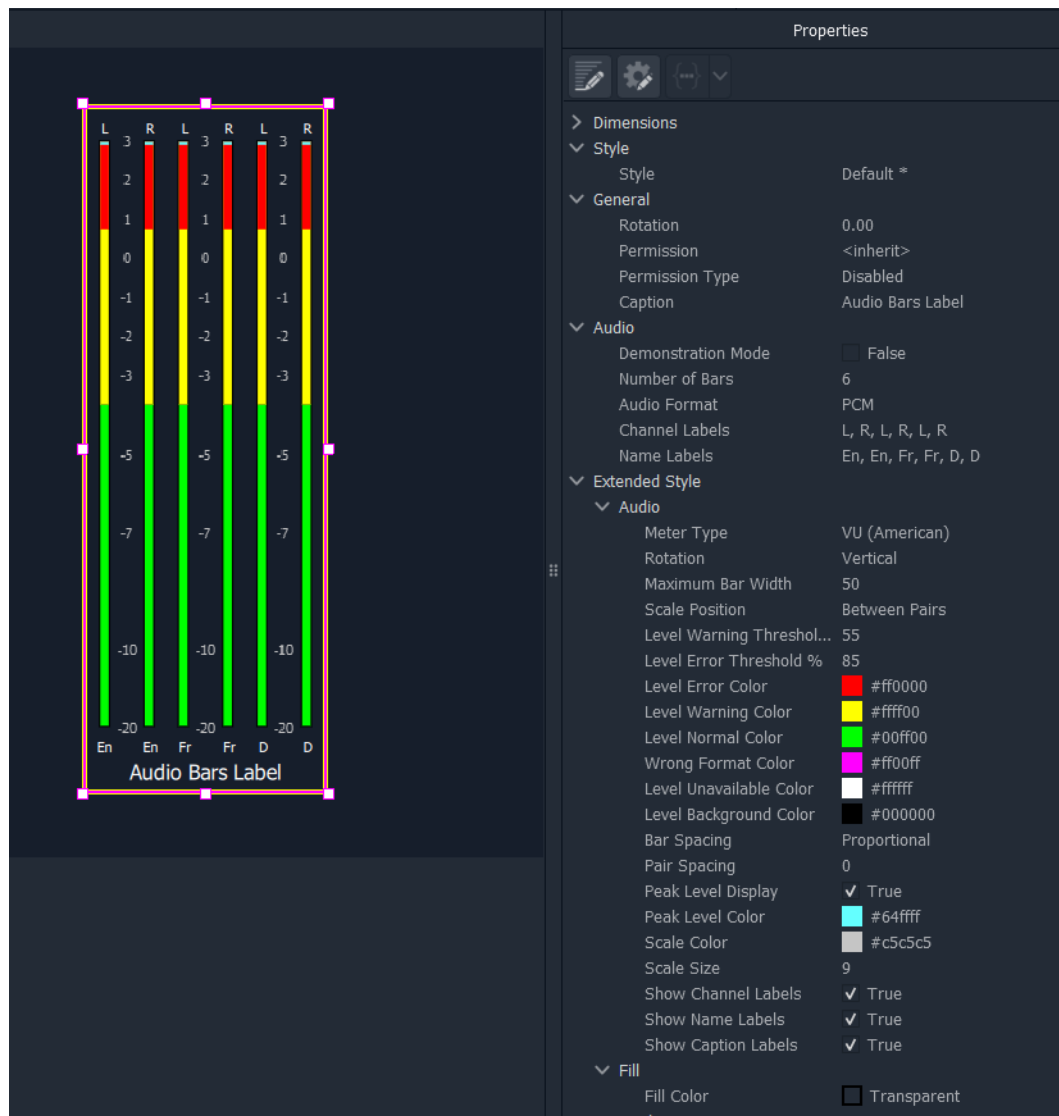 Properties
Dimensions
Style
Style Default *
General
Rotation 0.00
Permission <inherit>
Permission Type Disabled
Caption Audio Bars Label
Audio
Demonstration Mode False
Number of Bars 6
Audio Format PCM
Channel Labels L, R, L, R, L, R
Name Labels En, En, Fr, Fr, D, D
Extended Style
Audio
Meter Type VU (American)
Rotation Vertical
Maximum Bar Width 50
Scale Position Between Pairs
Level Warning Threshol... 55
Level Error Threshold % 85
Level Error Color #ff0000
Level Warning Color #ffff00
Level Normal Color #00ff00
Wrong Format Color #ff00ff
Level Unavailable Color #ffffff
Level Background Color #000000
Bar Spacing Proportional
Pair Spacing 0
Peak Level Display True
Peak Level Color #64ffff
Scale Color #c5c5c5
Scale Size 9
Show Channel Labels True
Show Name Labels True
Show Caption Labels True
Fill
Fill Color Transparent
L R L R L R
3 3 3
2 2 2
1 1 1
0 0 0
-1 -1 -1
-2 -2 -2
-3 -3 -3
-5 -5 -5
-7 -7 -7
-10 -10 -10
-20 -20 -20
En En Fr Fr D D
Audio Bars Label